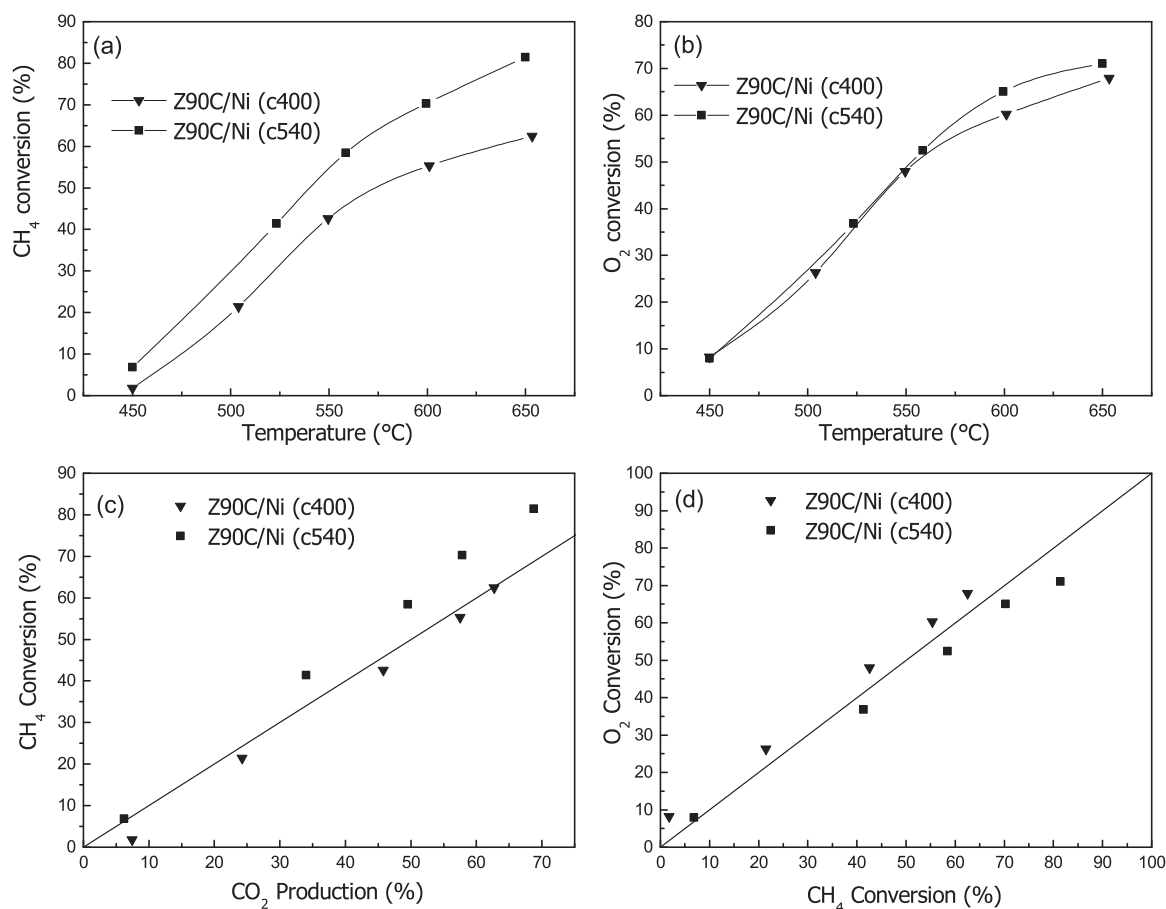 (a)
Z90C/Ni (c400)
Z90C/Ni (c540)
CH4 conversion (%)
90
80
70
60
50
40
30
20
10
0
450 500 550 600 650
Temperature (°C)
(b)
Z90C/Ni (c400)
Z90C/Ni (c540)
O2 conversion (%)
80
70
60
50
40
30
20
10
0
450 500 550 600 650
Temperature (°C)
(c)
Z90C/Ni (c400)
Z90C/Ni (c540)
CH4 Conversion (%)
90
80
70
60
50
40
30
20
10
0
0 10 20 30 40 50 60 70
CO2 Production (%)
(d)
Z90C/Ni (c400)
Z90C/Ni (c540)
O2 Conversion (%)
100
90
80
70
60
50
40
30
20
10
0
0 10 20 30 40 50 60 70 80 90 100
CH4 Conversion (%)